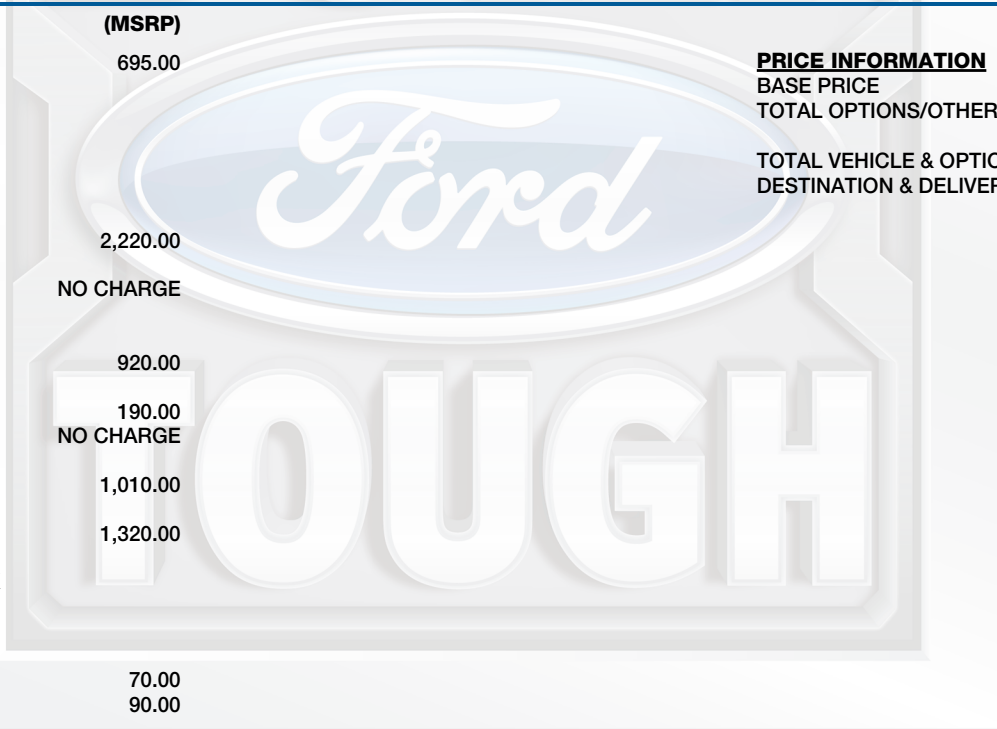 (MSRP)
695.00
2,220.00
NO CHARGE
920.00
190.00
NO CHARGE
1,010.00
1,320.00
70.00
90.00
PRICE INFORMATION
BASE PRICE
TOTAL OPTIONS/OTHER
TOTAL VEHICLE & OPTIO
DESTINATION & DELIVER
Ford
TOUGH